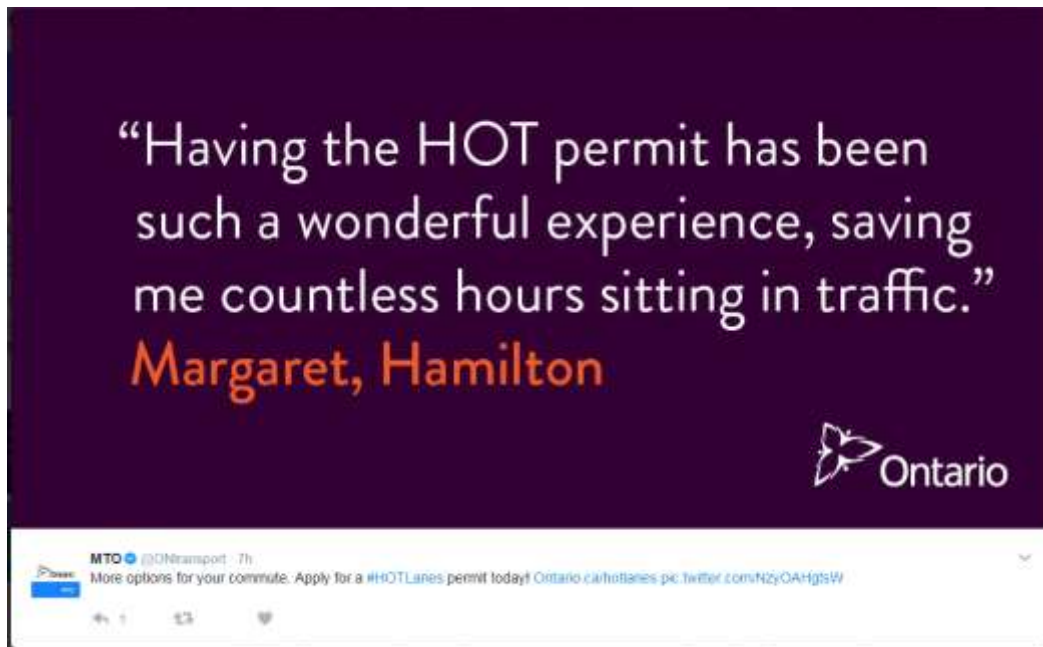 “Having the HOT permit has been
such a wonderful experience, saving
me countless hours sitting in traffic.”
Margaret, Hamilton
Ontario
MTO @ONtransport · 7h
More options for your commute. Apply for a #HOTLanes permit today! Ontario.ca/hotlanes pic.twitter.com/NzyOAHgfsW
1